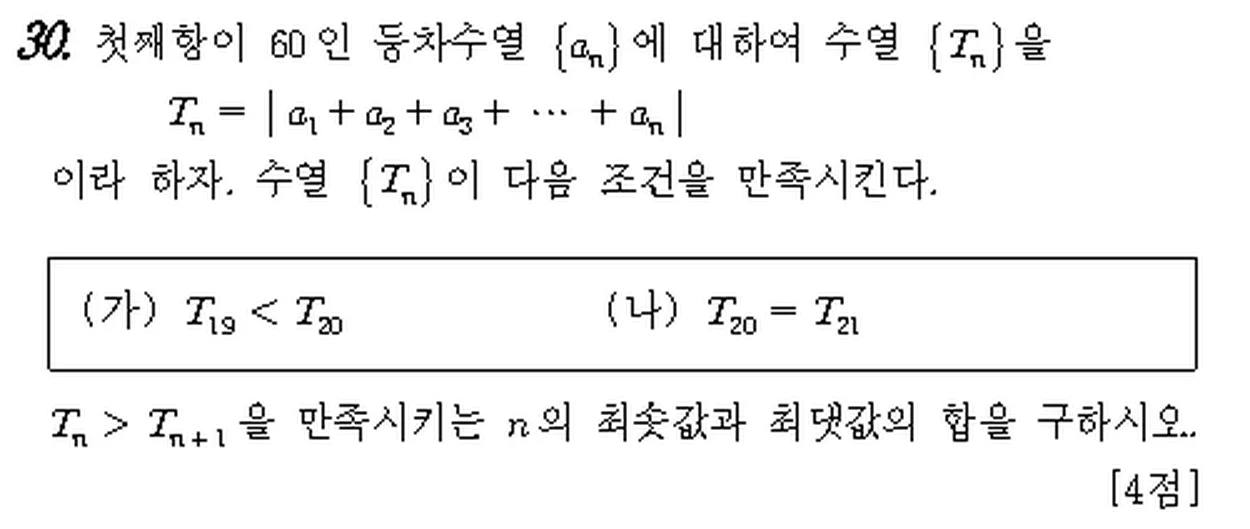 30. 첫째항이 60인 등차수열 {aₙ}에 대하여 수열 {Tₙ}을
Tₙ = | a₁ + a₂ + a₃ + ⋯ + aₙ |
이라 하자. 수열 {Tₙ}이 다음 조건을 만족시킨다.
(가) T₁₉ < T₂₀ (나) T₂₀ = T₂₁
Tₙ > Tₙ₊₁을 만족시키는 n의 최솟값과 최댓값의 합을 구하시오..
[4점]